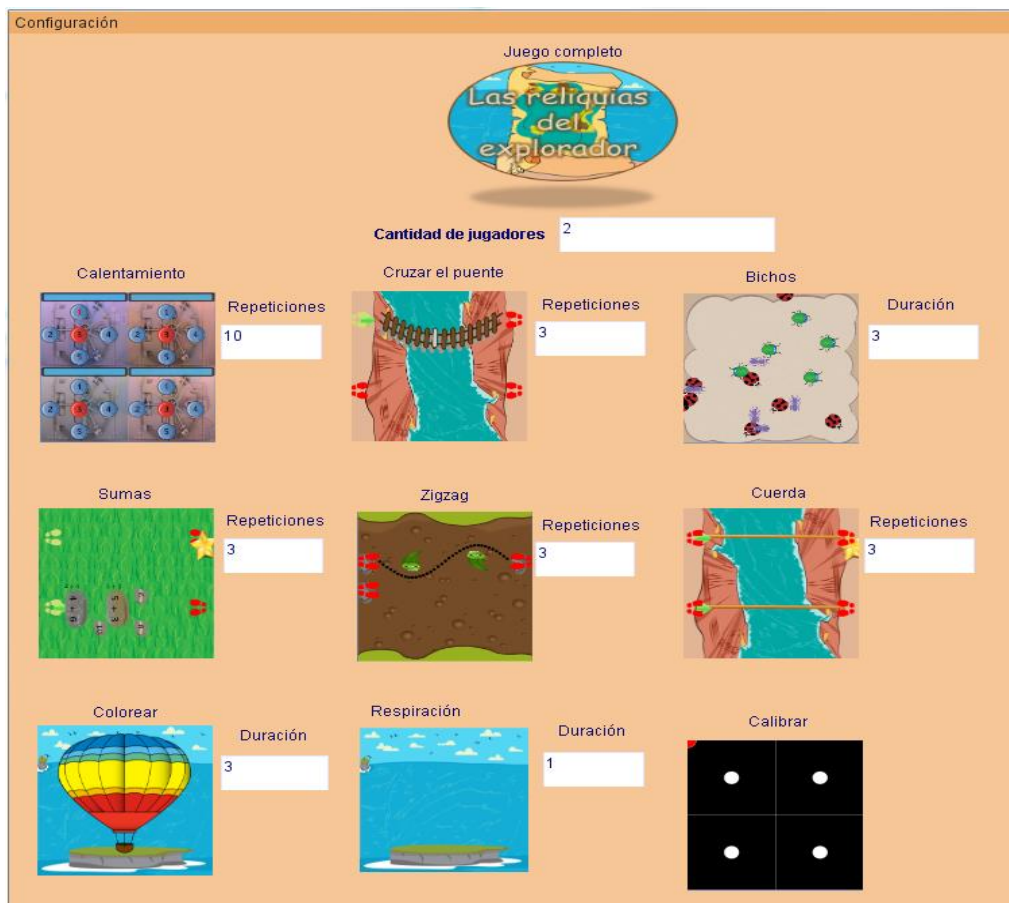 Configuración
Juego completo
Las reliquias
del
explorador
Cantidad de jugadores
2
Calentamiento
Repeticiones
10
Cruzar el puente
Repeticiones
3
Bichos
Duración
3
Sumas
Repeticiones
3
Zigzag
Repeticiones
3
Cuerda
Repeticiones
3
Colorear
Duración
3
Respiración
Duración
1
Calibrar